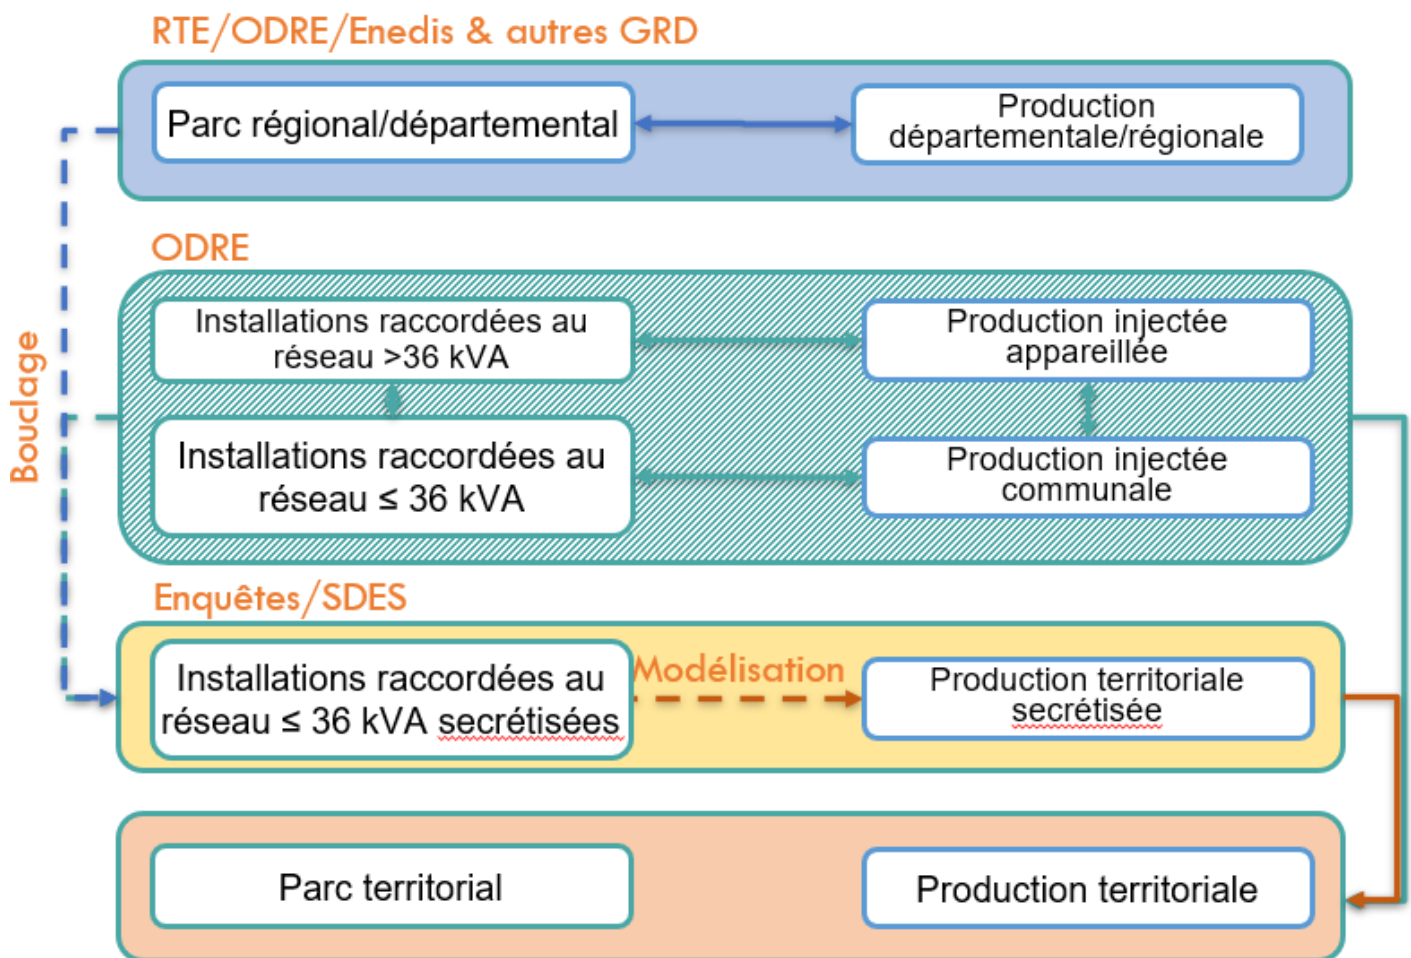 RTE/ODRE/Enedis & autres GRD
Parc régional/départemental
Production
départementale/régionale
ODRE
Installations raccordées au
réseau >36 kVA
Production injectée
appareillée
Bouclage
Installations raccordées au
réseau ≤ 36 kVA
Production injectée
communale
Enquêtes/SDES
Installations raccordées au
réseau ≤ 36 kVA secrétisées
Modélisation
Production territoriale
secrétisée
Parc territorial
Production territoriale